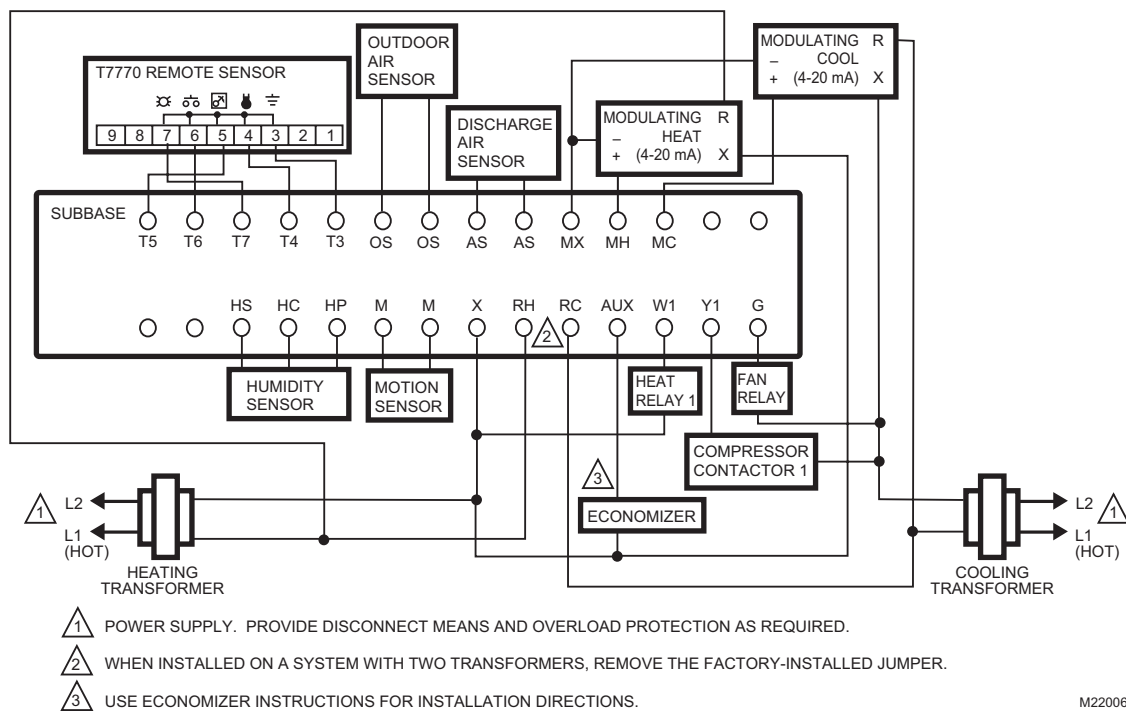 OUTDOOR
AIR
SENSOR
MODULATING R
– COOL
+ (4-20 mA) X
T7770 REMOTE SENSOR
9 8 7 6 5 4 3 2 1
DISCHARGE
AIR
SENSOR
MODULATING R
– HEAT
+ (4-20 mA) X
SUBBASE
T5 T6 T7 T4 T3 OS OS AS AS MX MH MC
HS HC HP M M X RH RC AUX W1 Y1 G
2
HUMIDITY
SENSOR
MOTION
SENSOR
HEAT
RELAY 1
FAN
RELAY
COMPRESSOR
CONTACTOR 1
3
ECONOMIZER
1
L2
L1
(HOT)
HEATING
TRANSFORMER
L2
1
L1
(HOT)
COOLING
TRANSFORMER
1 POWER SUPPLY. PROVIDE DISCONNECT MEANS AND OVERLOAD PROTECTION AS REQUIRED.
2 WHEN INSTALLED ON A SYSTEM WITH TWO TRANSFORMERS, REMOVE THE FACTORY-INSTALLED JUMPER.
3 USE ECONOMIZER INSTRUCTIONS FOR INSTALLATION DIRECTIONS.
M22006